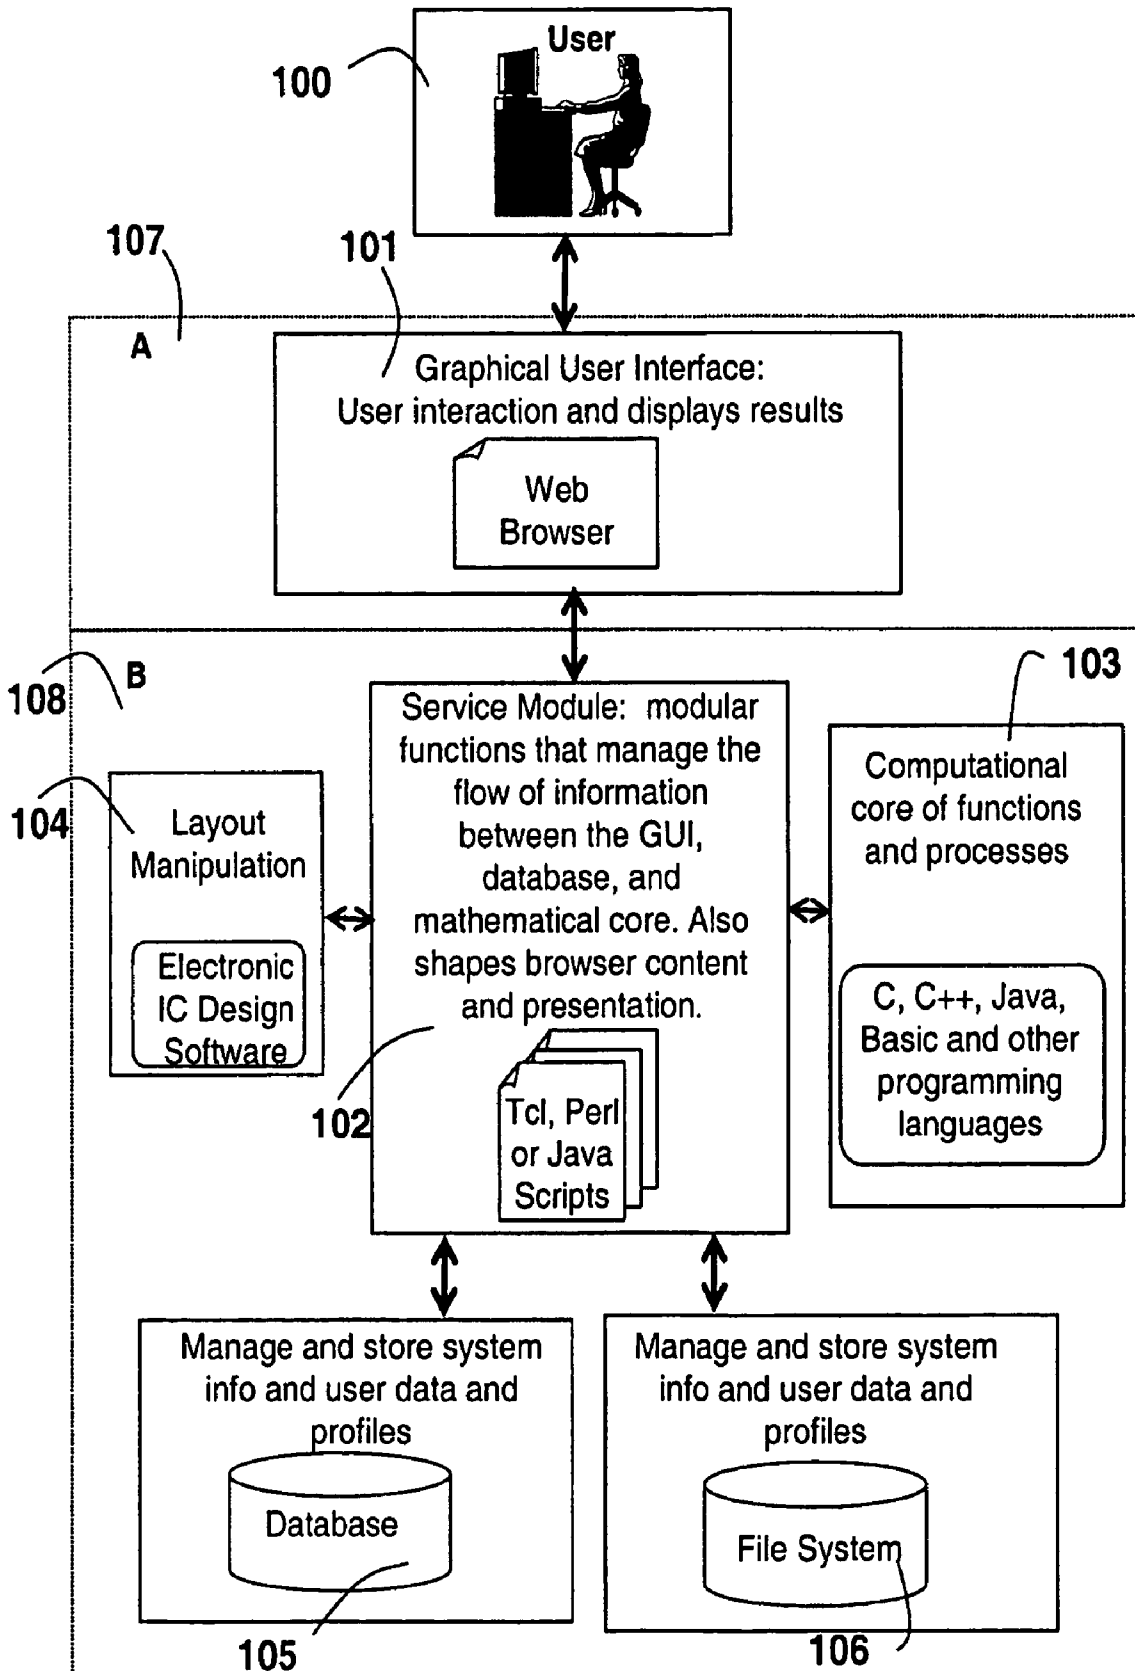 User
100
107
101
A
Graphical User Interface:
User interaction and displays results
Web
Browser
108
B
103
Service Module: modular
functions that manage the
flow of information
between the GUI,
database, and
mathematical core. Also
shapes browser content
and presentation.
Tcl, Perl
or Java
Scripts
102
104
Layout
Manipulation
Electronic
IC Design
Software
Computational
core of functions
and processes
C, C++, Java,
Basic and other
programming
languages
Manage and store system
info and user data and
profiles
Database
105
Manage and store system
info and user data and
profiles
File System
106